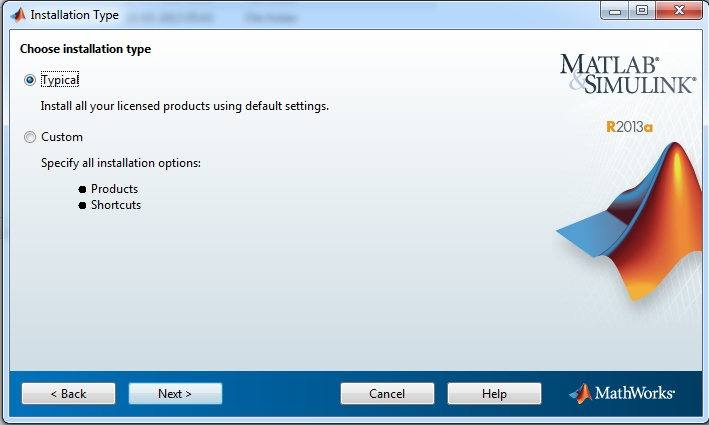 Installation Type
Choose installation type
Typical
Install all your licensed products using default settings.
Custom
Specify all installation options:
● Products
● Shortcuts
MATLAB®
&SIMULINK®
R2013a
< Back
Next >
Cancel
Help
MathWorks®